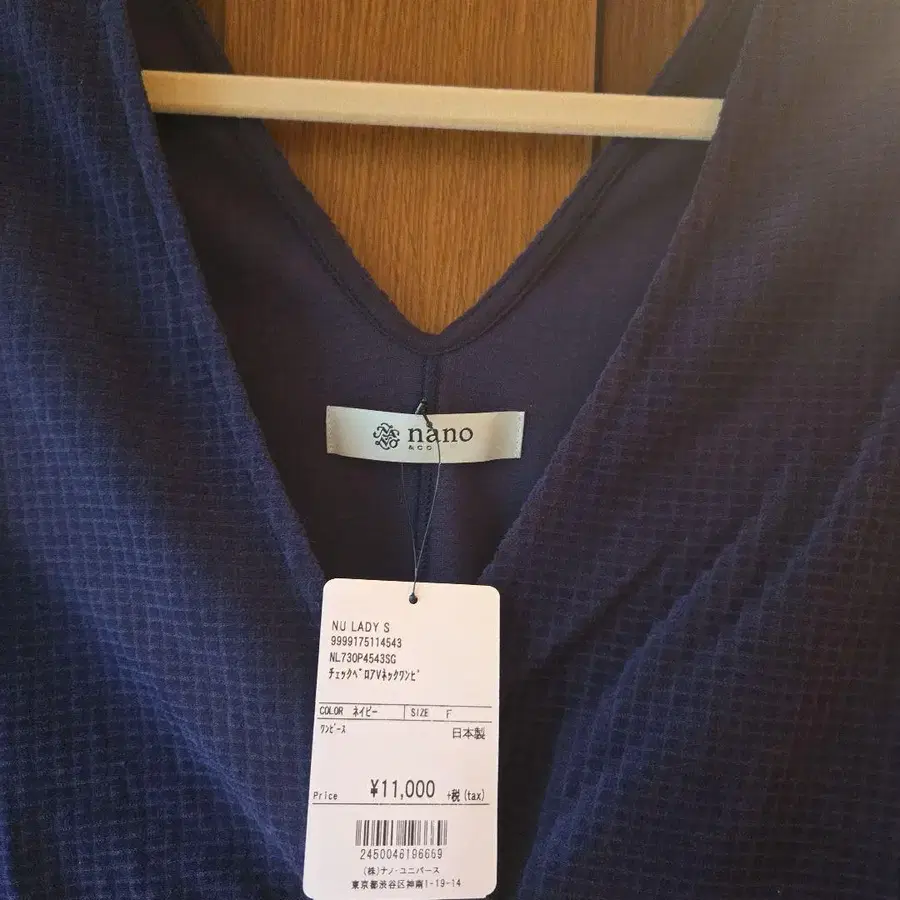 nano
& CO
NU LADY S
9999175114543
NL730P4543SG
ﾁｪｯｸﾍﾞﾛｱVﾈｯｸﾜﾝﾋﾟ
COLOR ﾈｲﾋﾞｰ SIZE F
ﾜﾝﾋﾟｰｽ 日本製
Price ¥11,000 +税(tax)
2450046196669
(株)ナノ・ユニバース
東京都渋谷区神南1-19-14